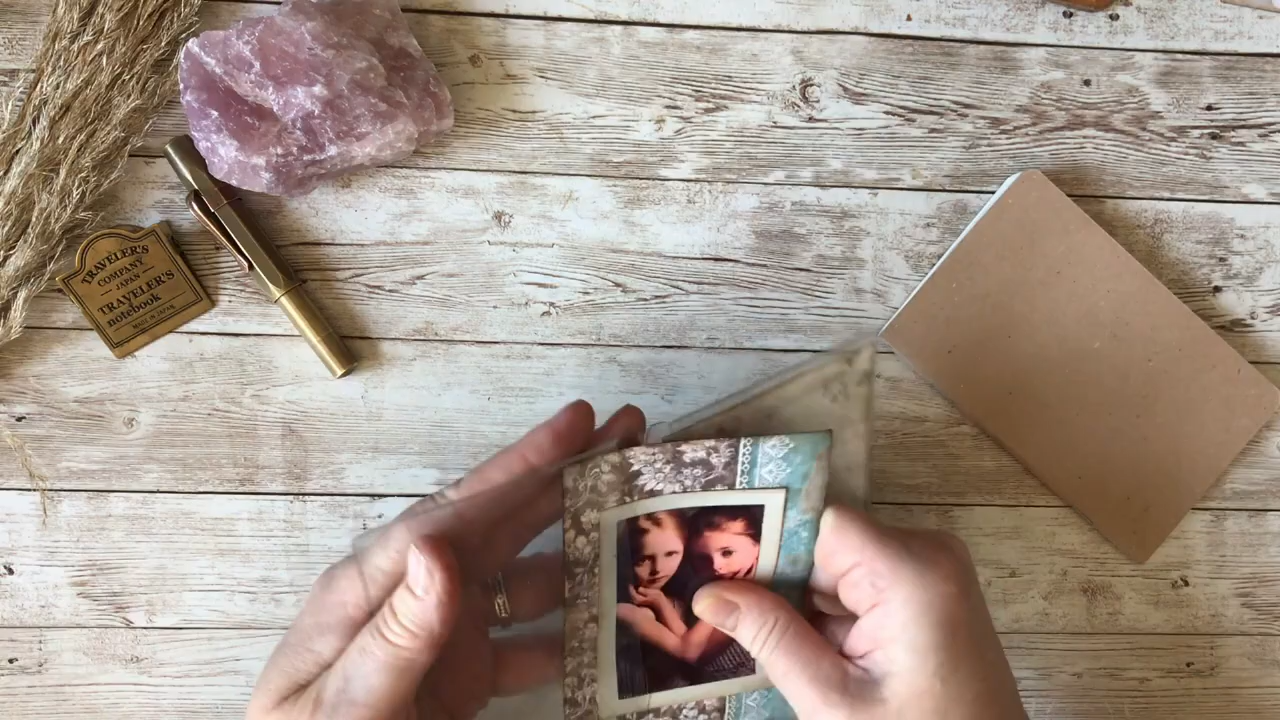 TRAVELER'S
COMPANY
JAPAN
TRAVELER'S
notebook
MADE IN JAPAN